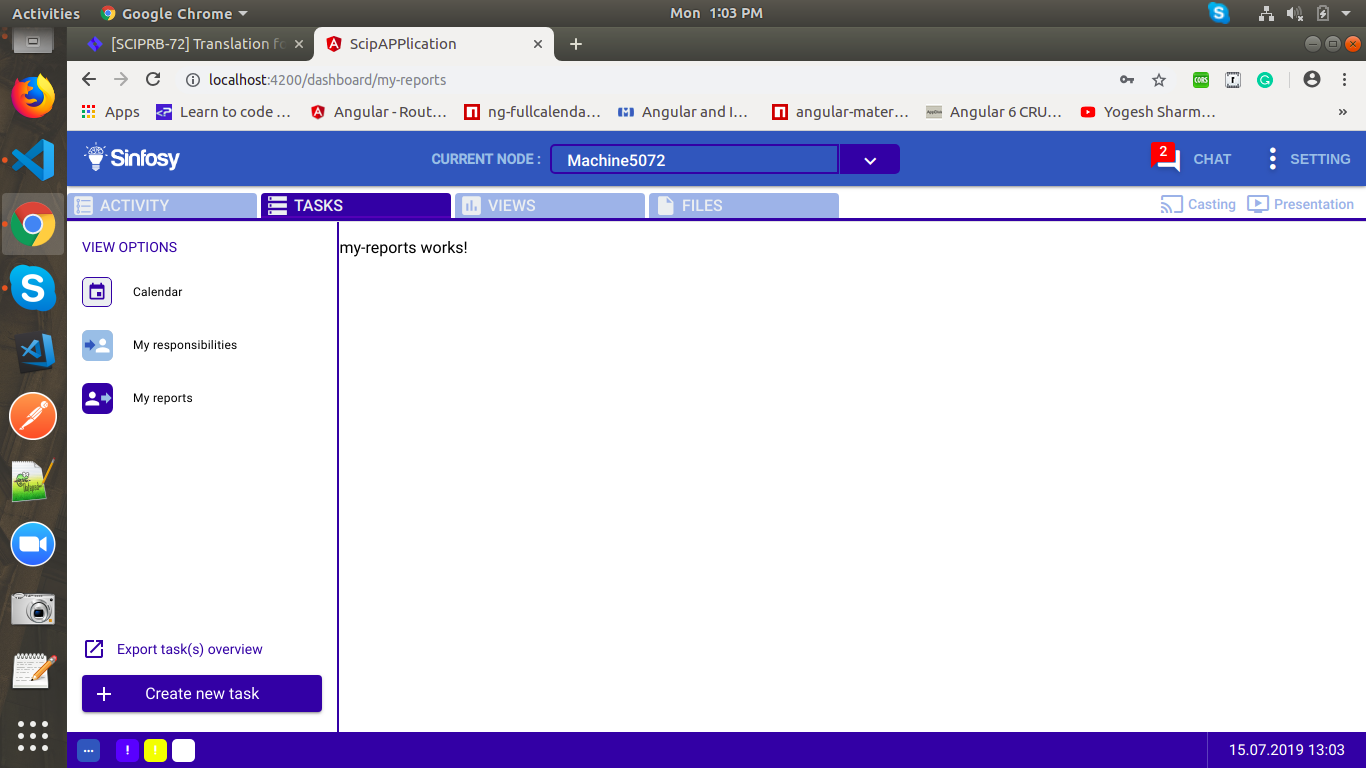 Activities Google Chrome Mon 1:03 PM
[SCIPRB-72] Translation fo ScipAPPlication
localhost:4200/dashboard/my-reports
CORS
Apps Learn to code ... Angular - Rout... ng-fullcalenda... Angular and I... angular-mater... Angular 6 CRU... Yogesh Sharm... »
Sinfosy CURRENT NODE : Machine5072 2 CHAT SETTING
ACTIVITY TASKS VIEWS FILES Casting Presentation
VIEW OPTIONS
my-reports works!
Calendar
My responsibilities
My reports
Export task(s) overview
+ Create new task
... ! ! 15.07.2019 13:03